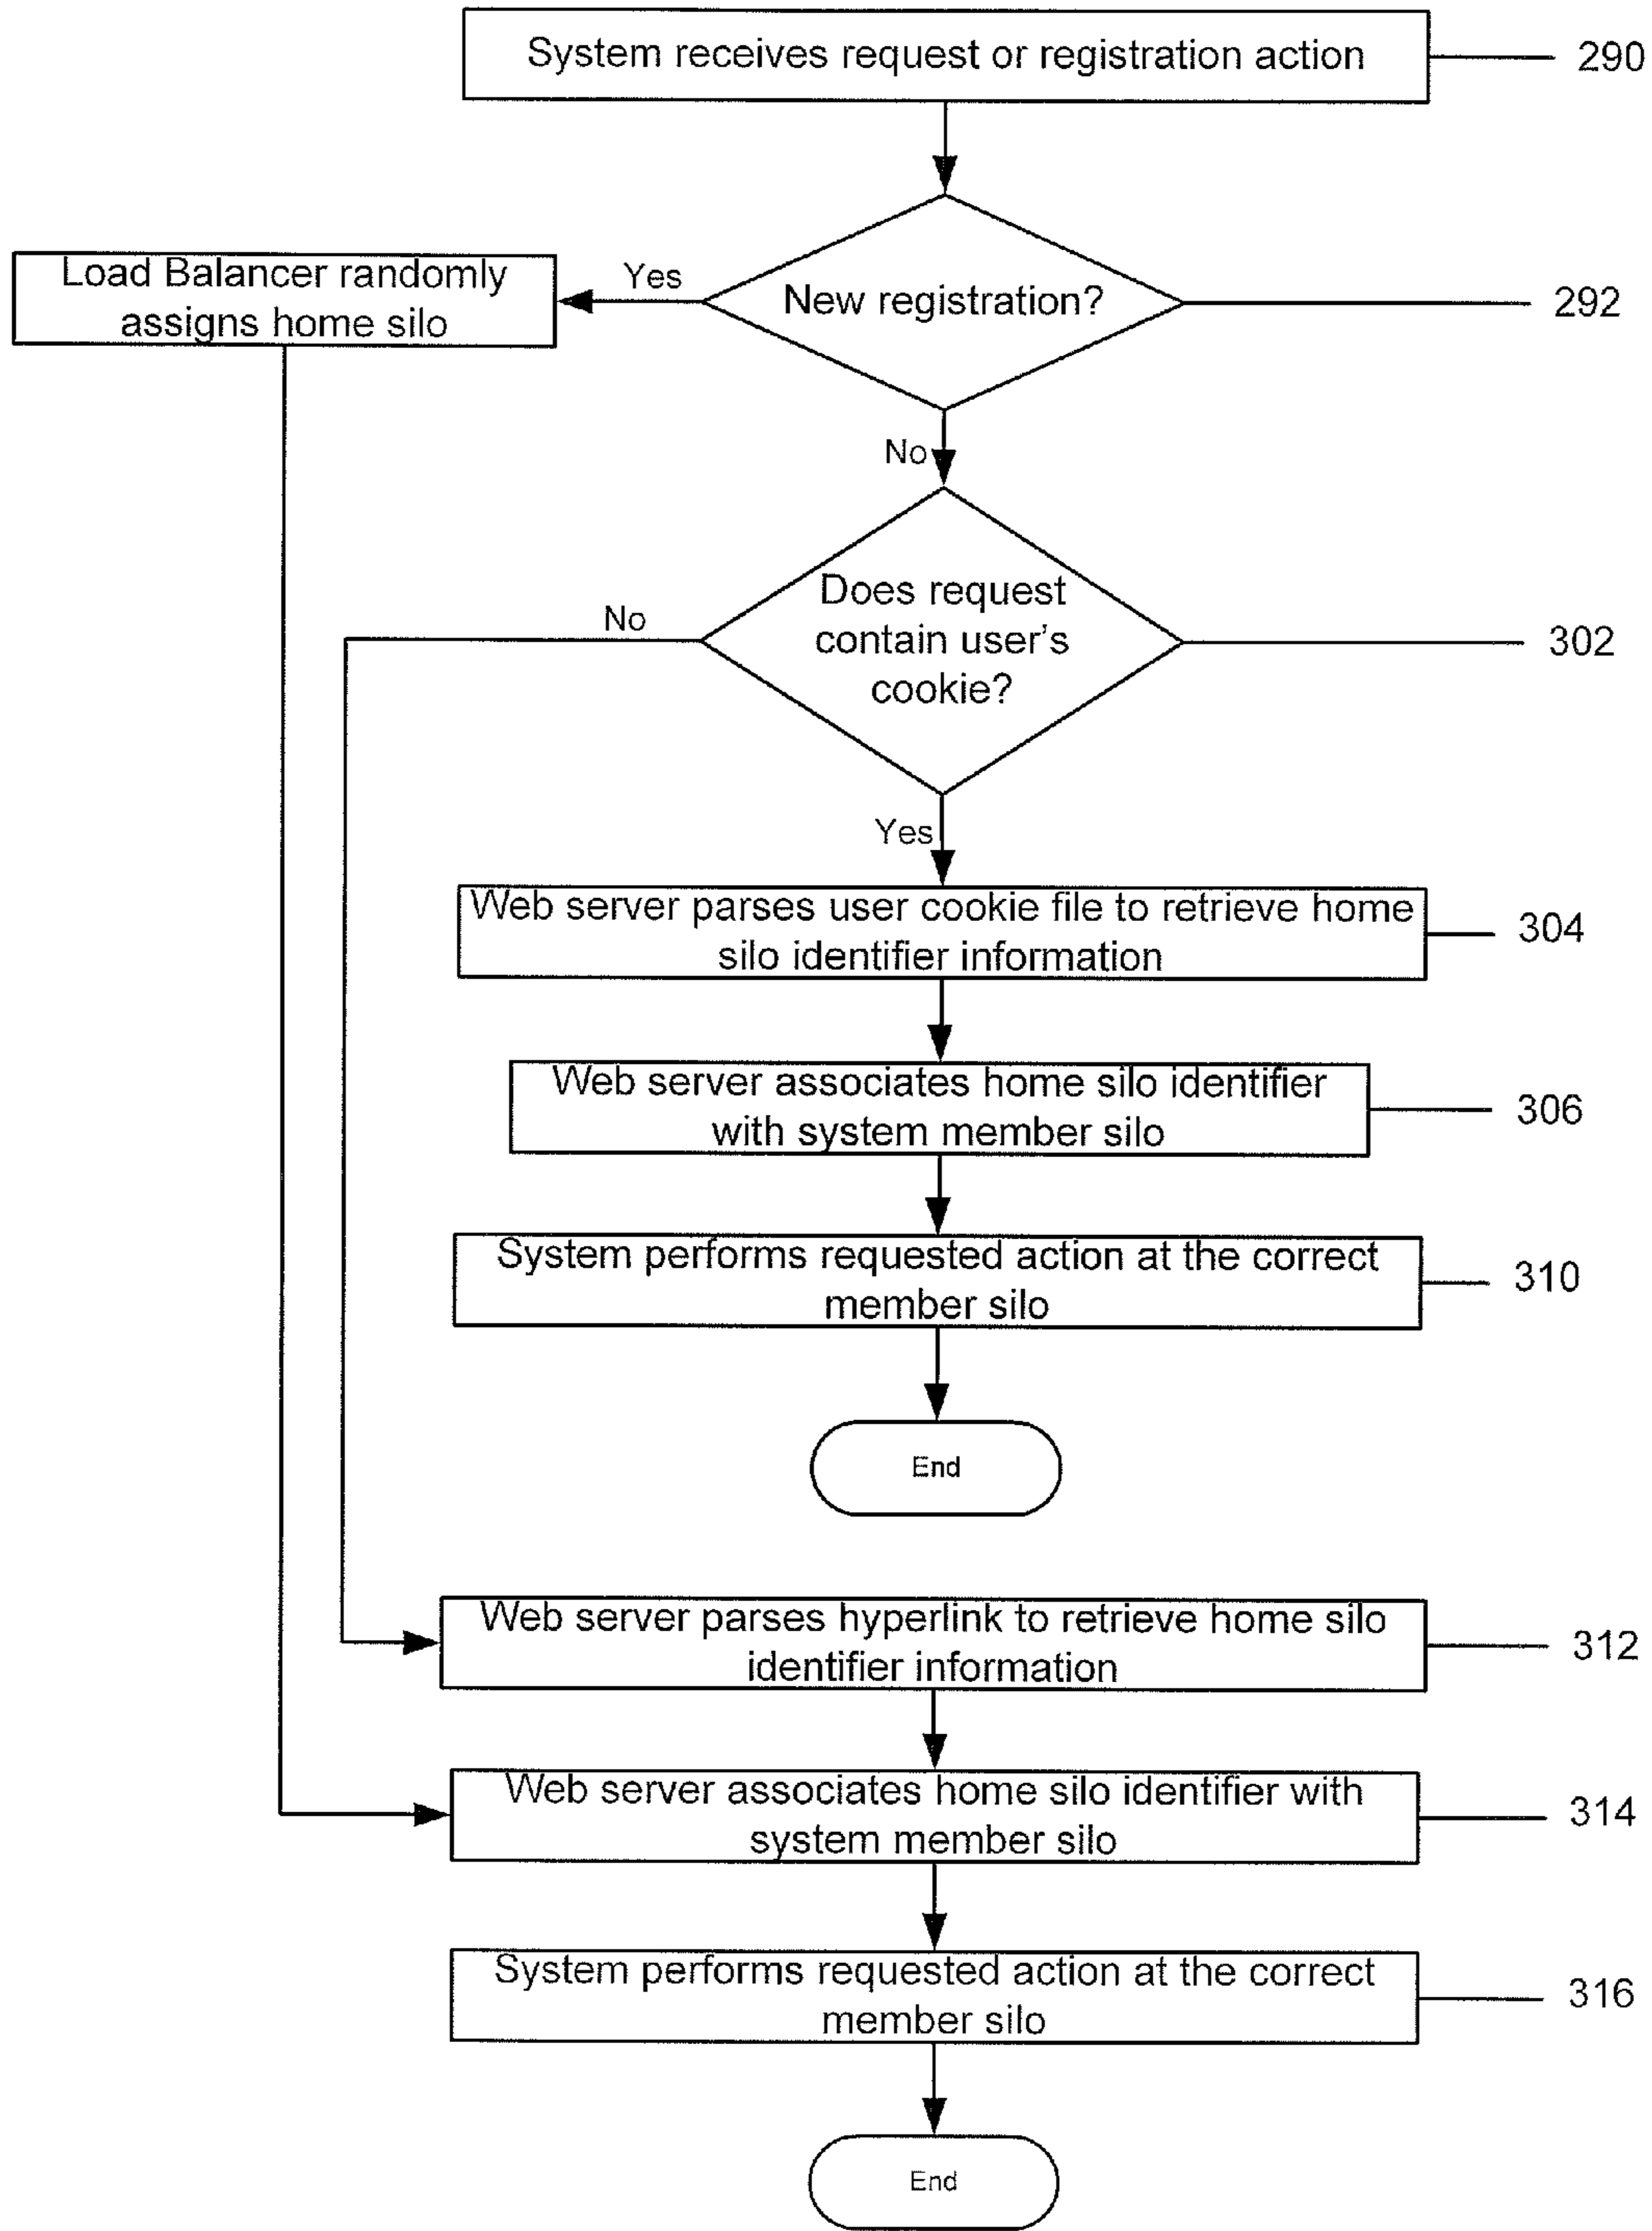 System receives request or registration action
290
Load Balancer randomly
assigns home silo
Yes
New registration?
292
No
Does request
contain user's
cookie?
No
302
Yes
Web server parses user cookie file to retrieve home
silo identifier information
304
Web server associates home silo identifier
with system member silo
306
System performs requested action at the correct
member silo
310
End
Web server parses hyperlink to retrieve home silo
identifier information
312
Web server associates home silo identifier with
system member silo
314
System performs requested action at the correct
member silo
316
End